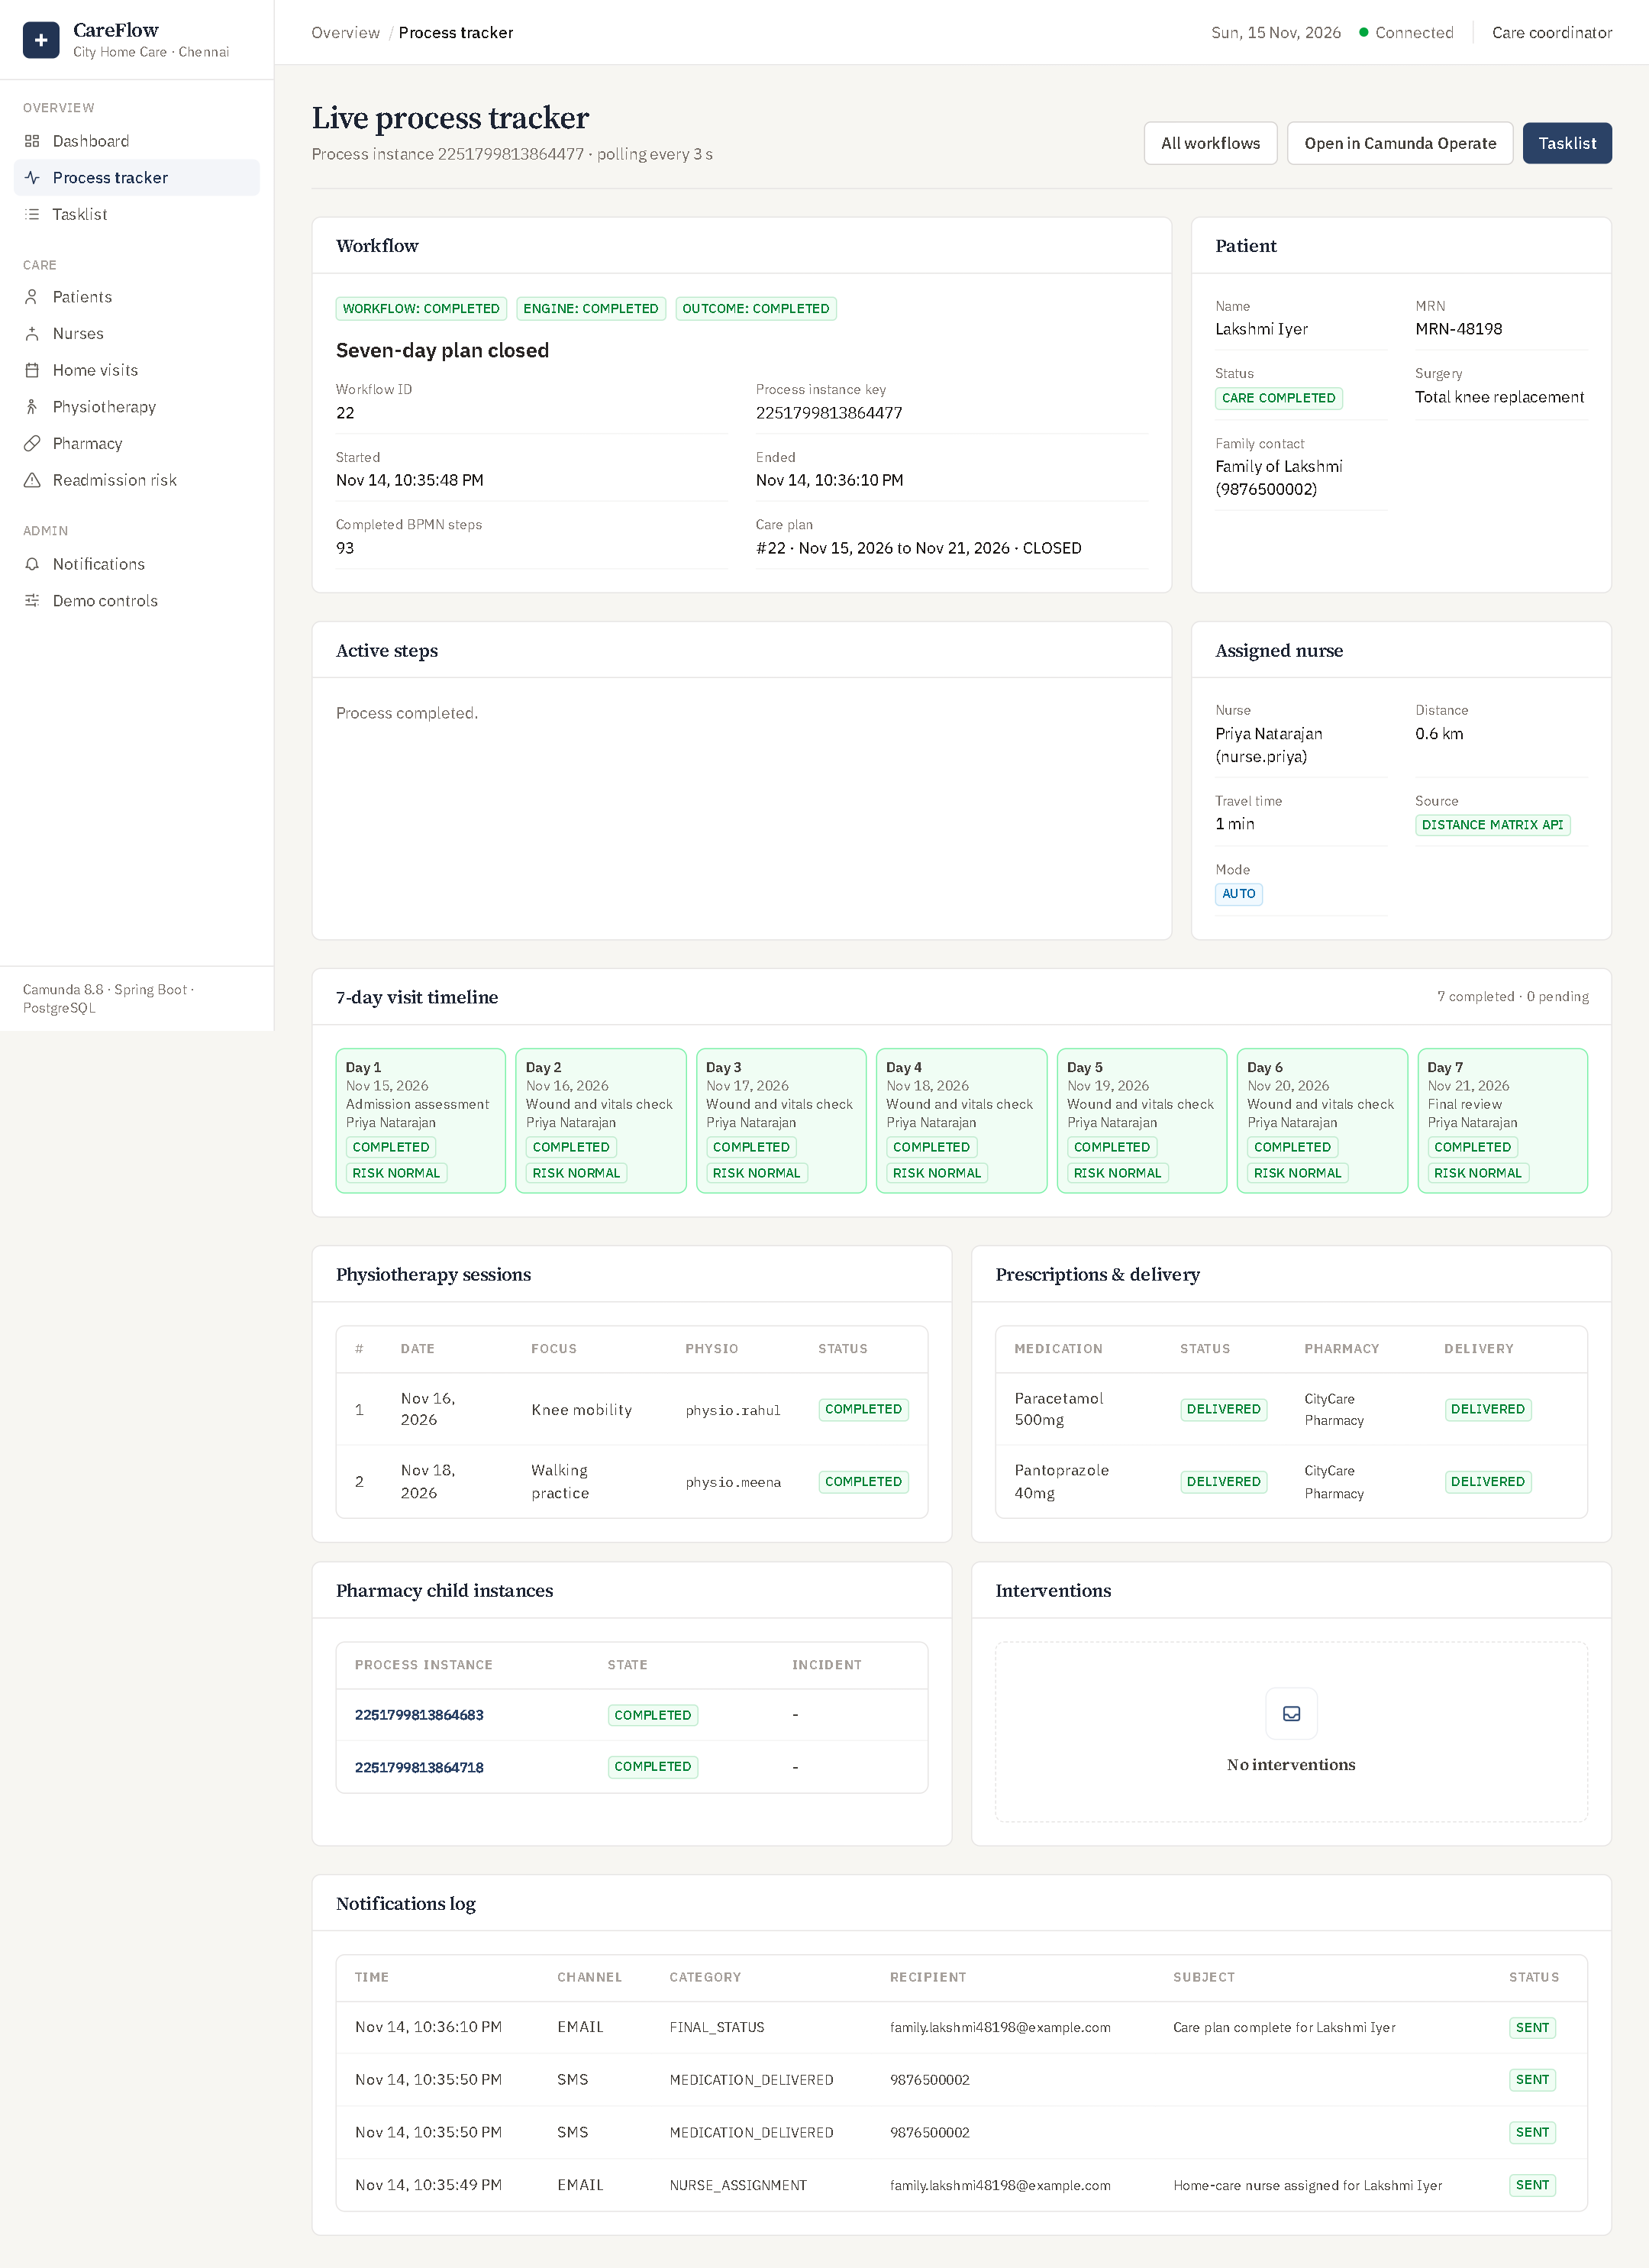 CareFlow
City Home Care · Chennai
OVERVIEW
Dashboard
Process tracker
Tasklist
CARE
Patients
Nurses
Home visits
Physiotherapy
Pharmacy
Readmission risk
ADMIN
Notifications
Demo controls
Camunda 8.8 · Spring Boot ·
PostgreSQL
Overview / Process tracker
Sun, 15 Nov, 2026 Connected Care coordinator
Live process tracker
Process instance 2251799813864477 · polling every 3 s
All workflows Open in Camunda Operate Tasklist
Workflow
WORKFLOW: COMPLETED ENGINE: COMPLETED OUTCOME: COMPLETED
Seven-day plan closed
Workflow ID Process instance key
22 2251799813864477
Started Ended
Nov 14, 10:35:48 PM Nov 14, 10:36:10 PM
Completed BPMN steps Care plan
93 #22 · Nov 15, 2026 to Nov 21, 2026 · CLOSED
Patient
Name MRN
Lakshmi Iyer MRN-48198
Status Surgery
CARE COMPLETED Total knee replacement
Family contact
Family of Lakshmi
(9876500002)
Active steps
Process completed.
Assigned nurse
Nurse Distance
Priya Natarajan 0.6 km
(nurse.priya)
Travel time Source
1 min DISTANCE MATRIX API
Mode
AUTO
7-day visit timeline 7 completed · 0 pending
Day 1 Day 2 Day 3 Day 4 Day 5 Day 6 Day 7
Nov 15, 2026 Nov 16, 2026 Nov 17, 2026 Nov 18, 2026 Nov 19, 2026 Nov 20, 2026 Nov 21, 2026
Admission assessment Wound and vitals check Wound and vitals check Wound and vitals check Wound and vitals check Wound and vitals check Final review
Priya Natarajan Priya Natarajan Priya Natarajan Priya Natarajan Priya Natarajan Priya Natarajan Priya Natarajan
COMPLETED COMPLETED COMPLETED COMPLETED COMPLETED COMPLETED COMPLETED
RISK NORMAL RISK NORMAL RISK NORMAL RISK NORMAL RISK NORMAL RISK NORMAL RISK NORMAL
Physiotherapy sessions
# DATE FOCUS PHYSIO STATUS
1 Nov 16, 2026 Knee mobility physio.rahul COMPLETED
2 Nov 18, 2026 Walking practice physio.meena COMPLETED
Prescriptions & delivery
MEDICATION STATUS PHARMACY DELIVERY
Paracetamol 500mg DELIVERED CityCare Pharmacy DELIVERED
Pantoprazole 40mg DELIVERED CityCare Pharmacy DELIVERED
Pharmacy child instances
PROCESS INSTANCE STATE INCIDENT
2251799813864683 COMPLETED -
2251799813864718 COMPLETED -
Interventions
No interventions
Notifications log
TIME CHANNEL CATEGORY RECIPIENT SUBJECT STATUS
Nov 14, 10:36:10 PM EMAIL FINAL_STATUS family.lakshmi48198@example.com Care plan complete for Lakshmi Iyer SENT
Nov 14, 10:35:50 PM SMS MEDICATION_DELIVERED 9876500002 SENT
Nov 14, 10:35:50 PM SMS MEDICATION_DELIVERED 9876500002 SENT
Nov 14, 10:35:49 PM EMAIL NURSE_ASSIGNMENT family.lakshmi48198@example.com Home-care nurse assigned for Lakshmi Iyer SENT